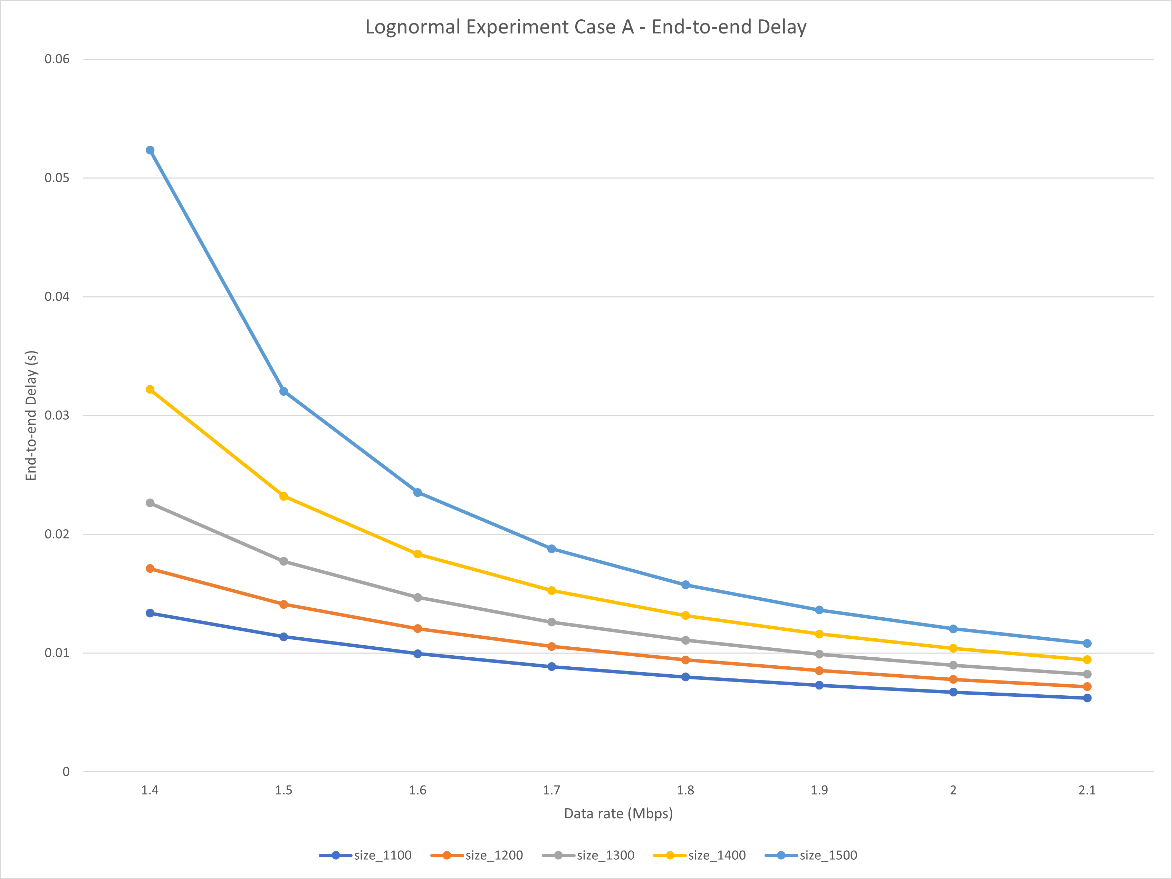 Lognormal Experiment Case A - End-to-end Delay
0.06
0.05
0.04
0.03
0.02
0.01
0
End-to-end Delay (s)
1.4 1.5 1.6 1.7 1.8 1.9 2 2.1
Data rate (Mbps)
size_1100 size_1200 size_1300 size_1400 size_1500